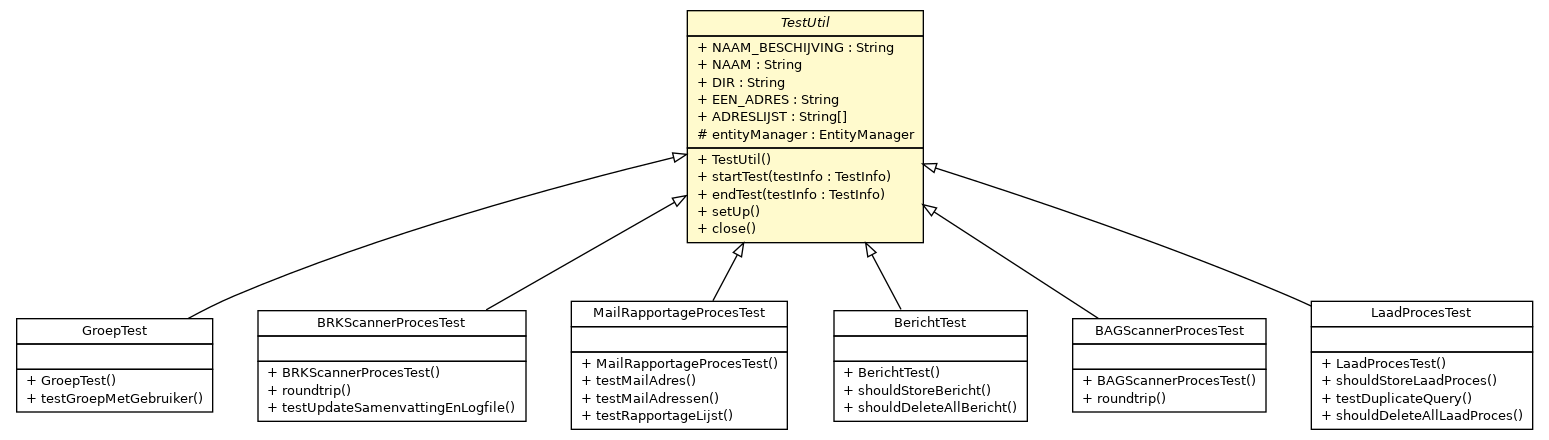 TestUtil
+ NAAM_BESCHIJVING : String
+ NAAM : String
+ DIR : String
+ EEN_ADRES : String
+ ADRESLIJST : String[]
# entityManager : EntityManager
+ TestUtil()
+ startTest(testInfo : TestInfo)
+ endTest(testInfo : TestInfo)
+ setUp()
+ close()
GroepTest
+ GroepTest()
+ testGroepMetGebruiker()
BRKScannerProcesTest
+ BRKScannerProcesTest()
+ roundtrip()
+ testUpdateSamenvattingEnLogfile()
MailRapportageProcesTest
+ MailRapportageProcesTest()
+ testMailAdres()
+ testMailAdressen()
+ testRapportageLijst()
BerichtTest
+ BerichtTest()
+ shouldStoreBericht()
+ shouldDeleteAllBericht()
BAGScannerProcesTest
+ BAGScannerProcesTest()
+ roundtrip()
LaadProcesTest
+ LaadProcesTest()
+ shouldStoreLaadProces()
+ testDuplicateQuery()
+ shouldDeleteAllLaadProces()